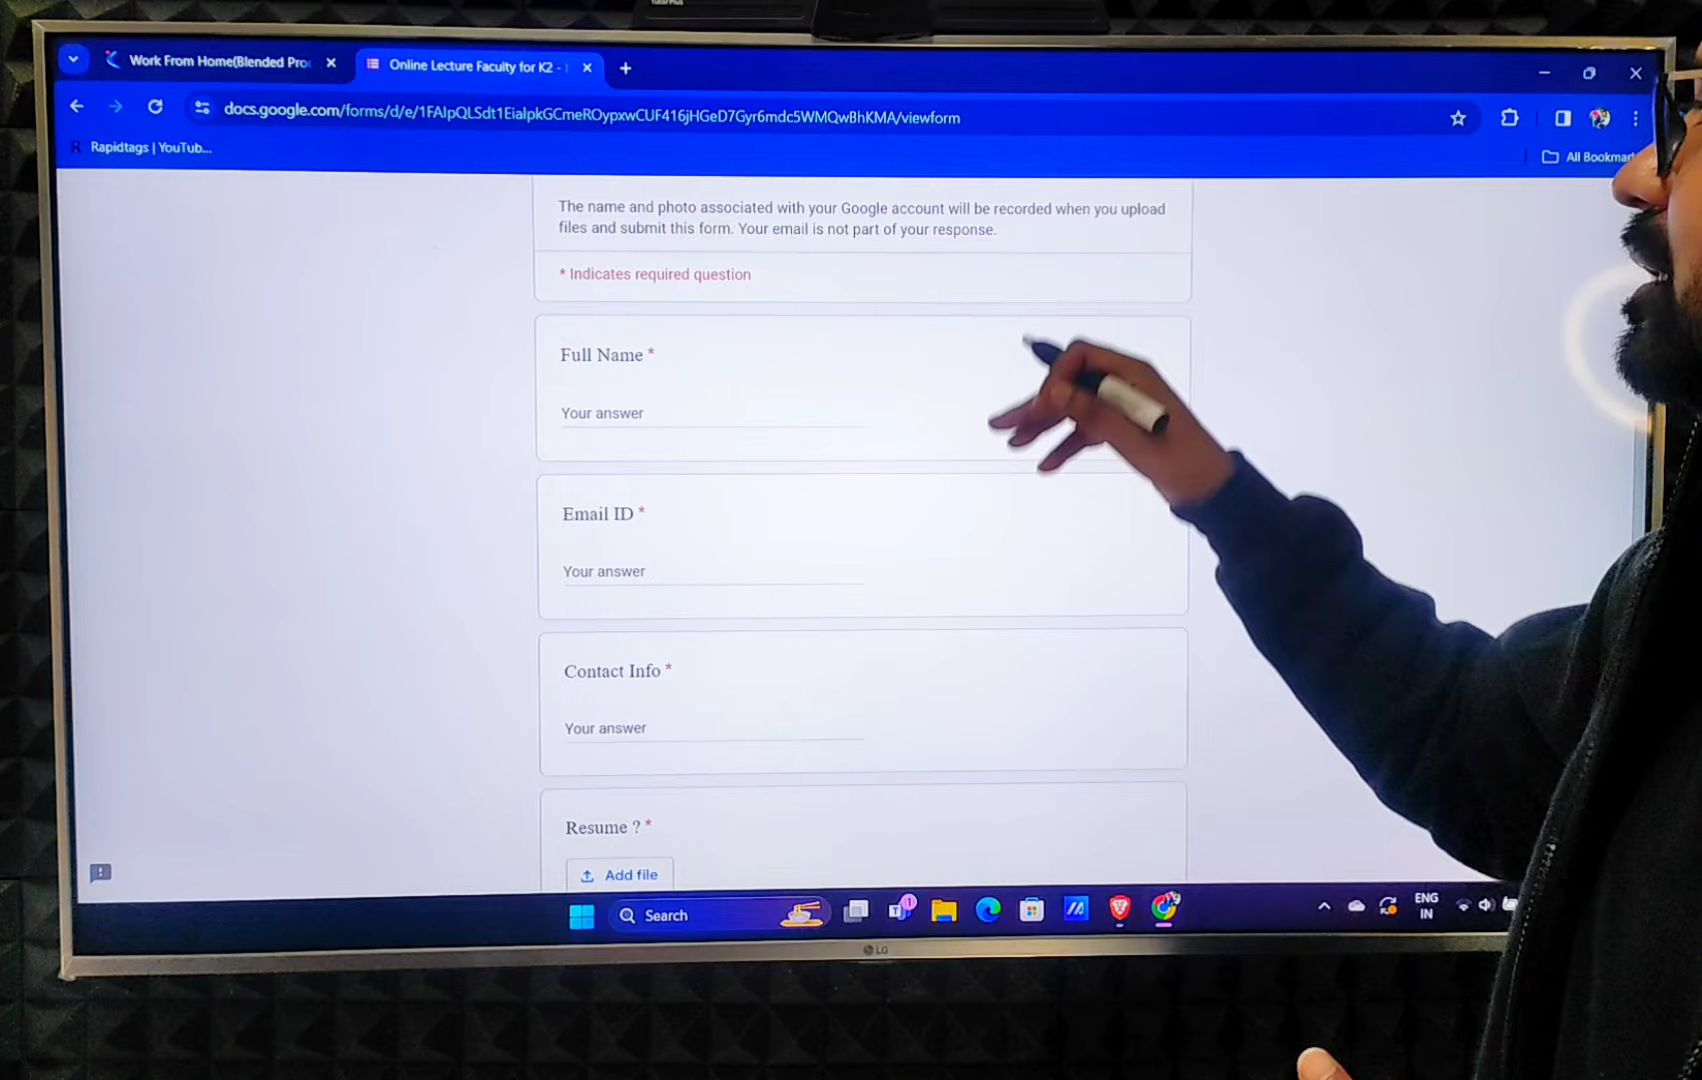 Work From Home(Blended Pro
Online Lecture Faculty for K2 -
docs.google.com/forms/d/e/1FAIpQLSdt1EialpkGCmeROypxwCUF416jHGeD7Gyr6mdc5WMQwBhKMA/viewform
Rapidtags | YouTub...
All Bookmar
The name and photo associated with your Google account will be recorded when you upload
files and submit this form. Your email is not part of your response.
* Indicates required question
Full Name *
Your answer
Email ID *
Your answer
Contact Info *
Your answer
Resume ? *
Add file
Search
1
ENG
IN
LG